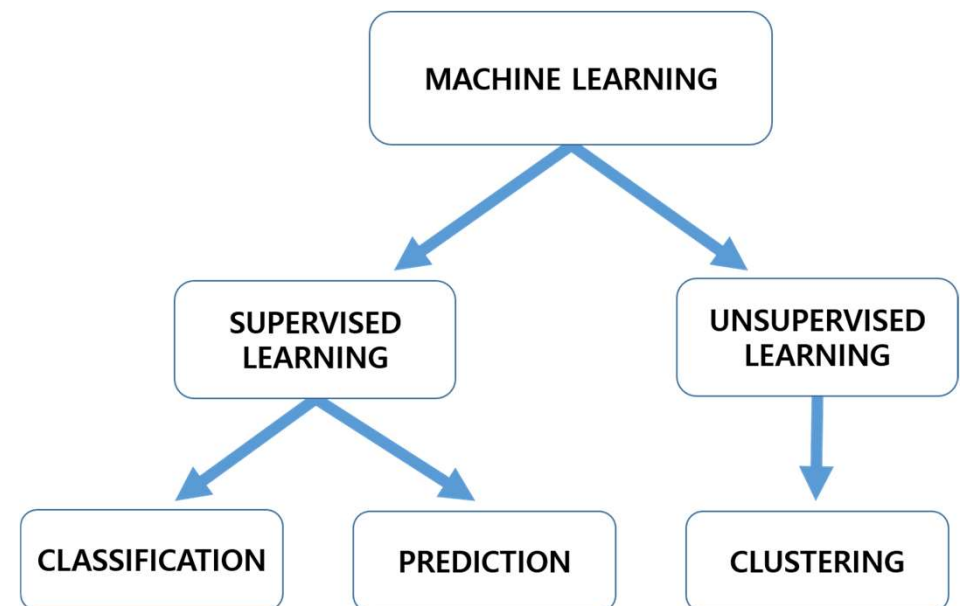 MACHINE LEARNING
SUPERVISED
LEARNING
UNSUPERVISED
LEARNING
CLASSIFICATION
PREDICTION
CLUSTERING